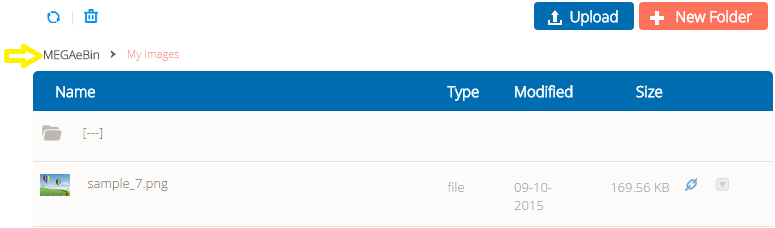 Upload New Folder
MEGAeBin > My Images
Name Type Modified Size
[---]
sample_7.png file 09-10-2015 169.56 KB